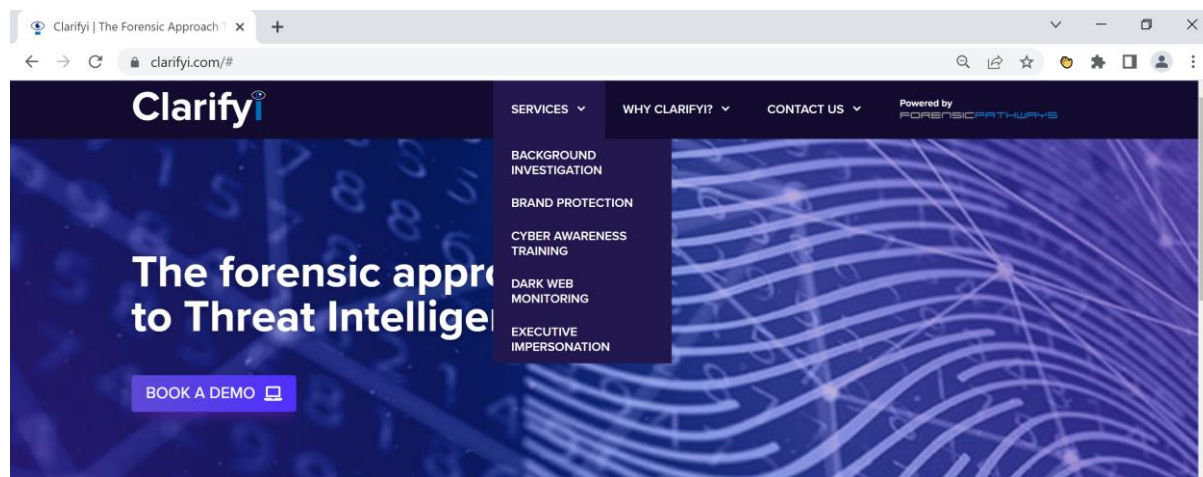 Clarifyi | The Forensic Approach T
clarifyi.com/#
Clarifyi
SERVICES
WHY CLARIFYI?
CONTACT US
Powered by
FORENSICPATHWAYS
BACKGROUND
INVESTIGATION
BRAND PROTECTION
CYBER AWARENESS
TRAINING
DARK WEB
MONITORING
EXECUTIVE
IMPERSONATION
The forensic appro
to Threat Intellige
BOOK A DEMO